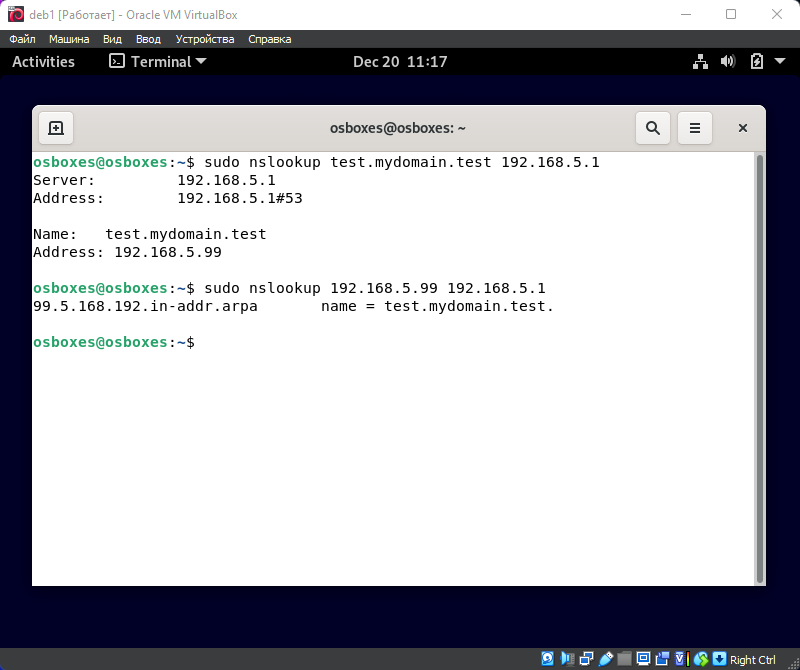 deb1 [Работает] - Oracle VM VirtualBox
Файл Машина Вид Ввод Устройства Справка
Activities Terminal Dec 20 11:17
osboxes@osboxes: ~
osboxes@osboxes:~$ sudo nslookup test.mydomain.test 192.168.5.1
Server: 192.168.5.1
Address: 192.168.5.1#53
Name: test.mydomain.test
Address: 192.168.5.99
osboxes@osboxes:~$ sudo nslookup 192.168.5.99 192.168.5.1
99.5.168.192.in-addr.arpa name = test.mydomain.test.
osboxes@osboxes:~$
Right Ctrl